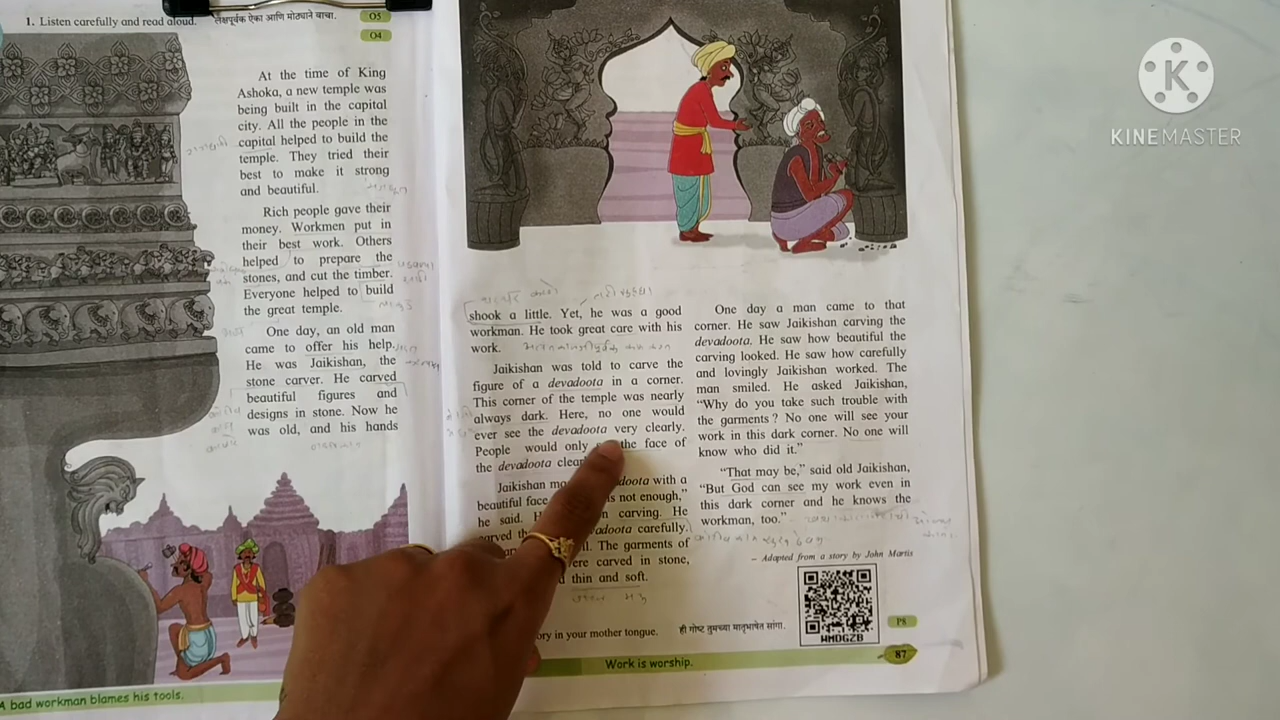 1. Listen carefully and read aloud. लक्षपूर्वक ऐका आणि मोठ्याने वाचा.
O5
O4
At the time of King
Ashoka, a new temple was
being built in the capital
city. All the people in the
capital helped to build the
temple. They tried their
best to make it strong
and beautiful.
Rich people gave their
money. Workmen put in
their best work. Others
helped to prepare the
stones, and cut the timber.
Everyone helped to build
the great temple.
One day, an old man
came to offer his help.
He was Jaikishan, the
stone carver. He carved
beautiful figures and
designs in stone. Now he
was old, and his hands
A bad workman blames his tools.
shook a little. Yet, he was a good
workman. He took great care with his
work.
Jaikishan was told to carve the
figure of a devadoota in a corner.
This corner of the temple was nearly
always dark. Here, no one would
ever see the devadoota very clearly.
People would only the face of
the devadoota
Jaikishan with a
beautiful face is not enough,”
he said. carving. He
carefully.
The garments of
were carved in stone,
thin and soft.
in your mother tongue. ही गोष्ट तुमच्या मातृभाषेत सांगा.
One day a man came to that
corner. He saw Jaikishan carving the
devadoota. He saw how beautiful the
carving looked. He saw how carefully
and lovingly Jaikishan worked. The
man smiled. He asked Jaikishan,
“Why do you take such trouble with
the garments ? No one will see your
work in this dark corner. No one will
know who did it.”
“That may be,” said old Jaikishan,
“But God can see my work even in
this dark corner and he knows the
workman, too.”
– Adapted from a story by John Martis
WMDGZB
P8
Work is worship.
87
K
KINEMASTER